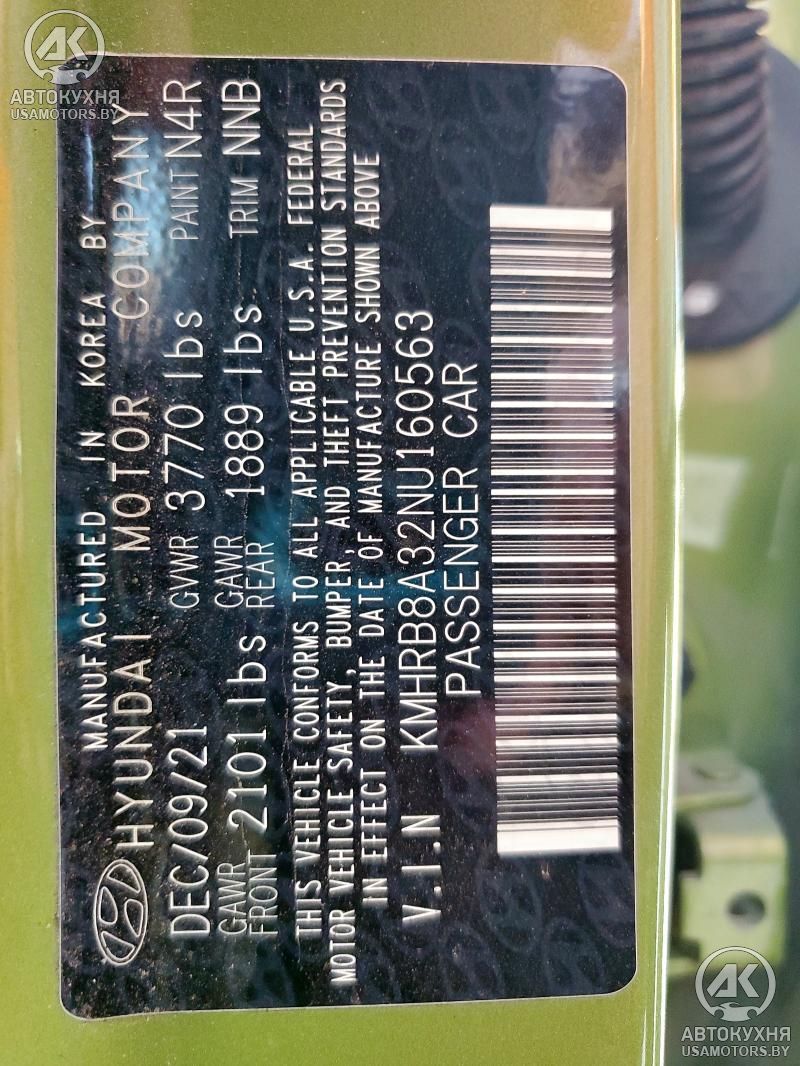 AK
АВТОКУХНЯ
USAMOTORS.BY
MANUFACTURED IN KOREA BY
HYUNDAI MOTOR COMPANY
DEC/09/21 GVWR 3770 lbs PAINT N4R
GAWR FRONT 2101 lbs GAWR REAR 1889 lbs TRIM NNB
THIS VEHICLE CONFORMS TO ALL APPLICABLE U.S.A. FEDERAL
MOTOR VEHICLE SAFETY, BUMPER, AND THEFT PREVENTION STANDARDS
IN EFFECT ON THE DATE OF MANUFACTURE SHOWN ABOVE
V.I.N KMHRB8A32NU160563
PASSENGER CAR
AK
АВТОКУХНЯ
USAMOTORS.BY